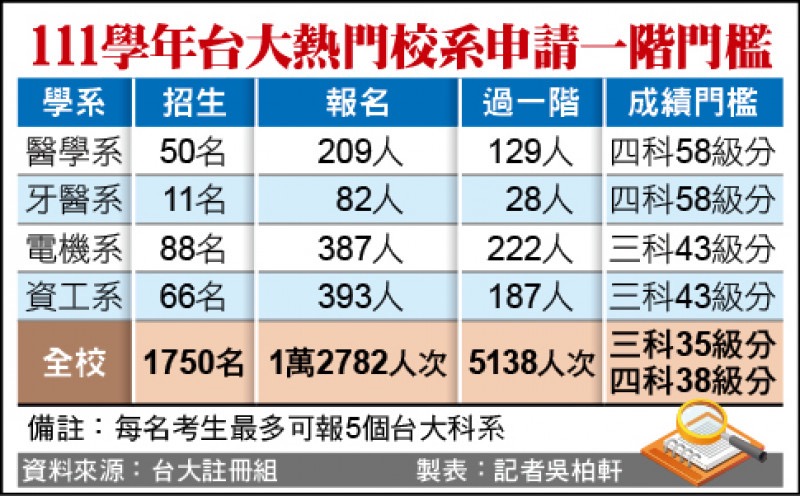 111學年台大熱門校系申請一階門檻
學系 招生 報名 過一階 成績門檻
醫學系 50名 209人 129人 四科58級分
牙醫系 11名 82人 28人 四科58級分
電機系 88名 387人 222人 三科43級分
資工系 66名 393人 187人 三科43級分
全校 1750名 1萬2782人次 5138人次 三科35級分
四科38級分
備註：每名考生最多可報5個台大科系
資料來源：台大註冊組 製表：記者吳柏軒